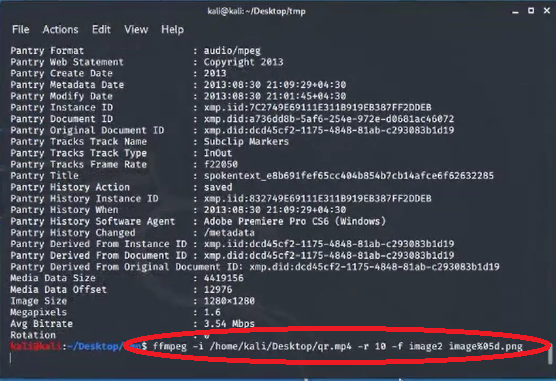 kali@kali: ~/Desktop/tmp
File Actions Edit View Help
Pantry Format : audio/mpeg
Pantry Web Statement : Copyright 2013
Pantry Create Date : 2013
Pantry Metadata Date : 2013:08:30 21:09:29+04:30
Pantry Modify Date : 2013:08:30 21:01:45+04:30
Pantry Instance ID : xmp.iid:7C2749E69111E311B919EB387FF2DDEB
Pantry Document ID : xmp.did:a736dd8b-5af6-254e-972e-d0681ac46072
Pantry Original Document ID : xmp.did:dcd45cf2-1175-4848-81ab-c293083b1d19
Pantry Tracks Track Name : Subclip Markers
Pantry Tracks Track Type : InOut
Pantry Tracks Frame Rate : f22050
Pantry Title : spokentext_e8b691fef65cc404b854b7cb14afce6f62632285
Pantry History Action : saved
Pantry History Instance ID : xmp.iid:832749E69111E311B919EB387FF2DDEB
Pantry History When : 2013:08:30 21:09:29+04:30
Pantry History Software Agent : Adobe Premiere Pro CS6 (Windows)
Pantry History Changed : /metadata
Pantry Derived From Instance ID : xmp.iid:dcd45cf2-1175-4848-81ab-c293083b1d19
Pantry Derived From Document ID : xmp.did:dcd45cf2-1175-4848-81ab-c293083b1d19
Pantry Derived From Original Document ID: xmp.did:dcd45cf2-1175-4848-81ab-c293083b1d19
Media Data Size : 4419156
Media Data Offset : 12976
Image Size : 1280×1280
Megapixels : 1.6
Avg Bitrate : 3.54 Mbps
Rotation : 0
kali@kali:~/Desktop/tmp$ ffmpeg -i /home/kali/Desktop/qr.mp4 -r 10 -f image2 image%05d.png